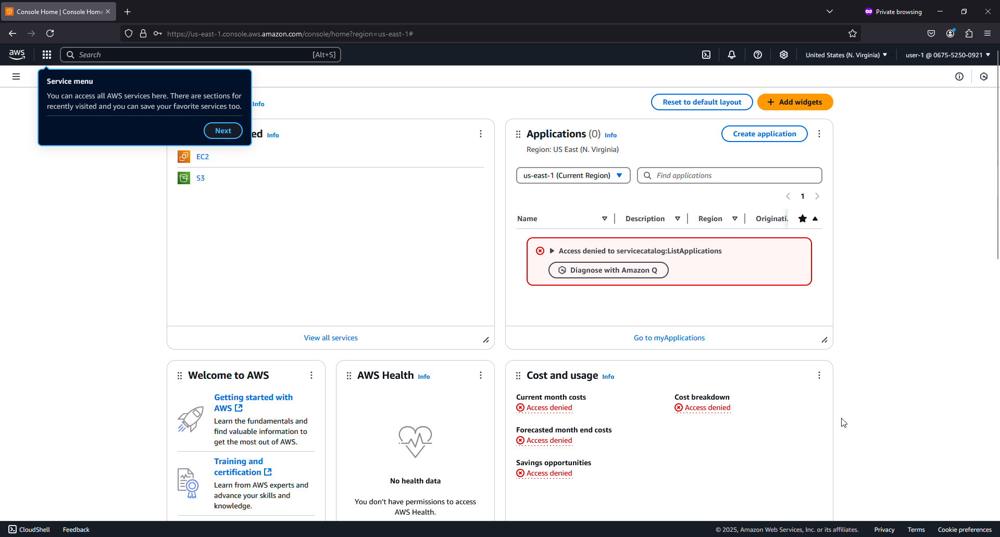 Console Home | Console Home
Private browsing
https://us-east-1.console.aws.amazon.com/console/home?region=us-east-1#
aws
Search
[Alt+S]
United States (N. Virginia)
user-1 @ 0675-5250-0921
Service menu
You can access all AWS services here. There are sections for
recently visited and you can save your favorite services too.
Next
Info
Reset to default layout
Add widgets
ed Info
EC2
S3
View all services
Applications (0) Info
Create application
Region: US East (N. Virginia)
us-east-1 (Current Region)
Find applications
1
Name
Description
Region
Originati.
Access denied to servicecatalog:ListApplications
Diagnose with Amazon Q
Go to myApplications
Welcome to AWS
Getting started with
AWS
Learn the fundamentals and
find valuable information to
get the most out of AWS.
Training and
certification
Learn from AWS experts and
advance your skills and
knowledge.
AWS Health Info
No health data
You don't have permissions to access
AWS Health.
Cost and usage Info
Current month costs
Access denied
Cost breakdown
Access denied
Forecasted month end costs
Access denied
Savings opportunities
Access denied
CloudShell
Feedback
© 2025, Amazon Web Services, Inc. or its affiliates.
Privacy
Terms
Cookie preferences